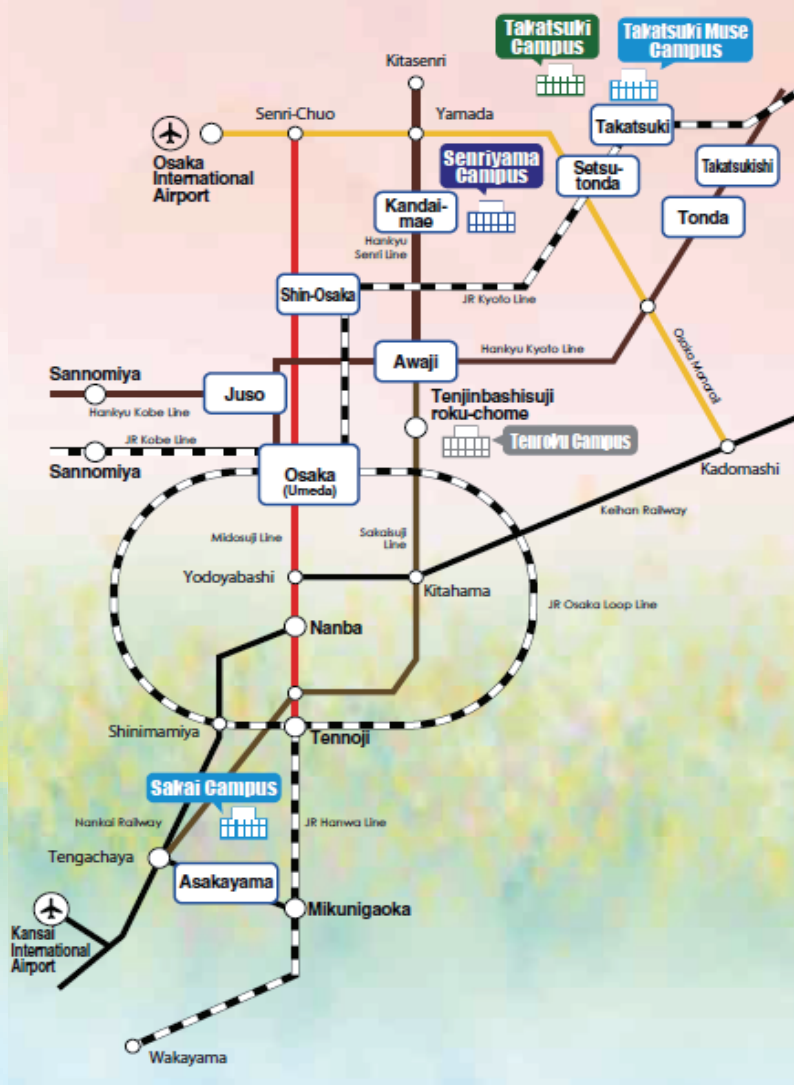 Takatsuki
Campus
Takatsuki Muse
Campus
Kitasenri
Senri-Chuo
Yamada
Takatsuki
Osaka
International
Airport
Senriyama
Campus
Setsu-
tonda
Takatsukishi
Kandai-
mae
Tonda
Hankyu
Senri Line
Shin-Osaka
JR Kyoto Line
Osaka Monorail
Hankyu Kyoto Line
Awaji
Sannomiya
Juso
Hankyu Kobe Line
Tenjinbashisuji
roku-chome
JR Kobe Line
Tenroku Campus
Sannomiya
Osaka
(Umeda)
Kadomashi
Keihan Railway
Midosuji Line
Sakaisuji
Line
Yodoyabashi
Kitahama
JR Osaka Loop Line
Nanba
Shinimamiya
Tennoji
Sakai Campus
Nankai Railway
JR Hanwa Line
Tengachaya
Asakayama
Mikunigaoka
Kansai
International
Airport
Wakayama